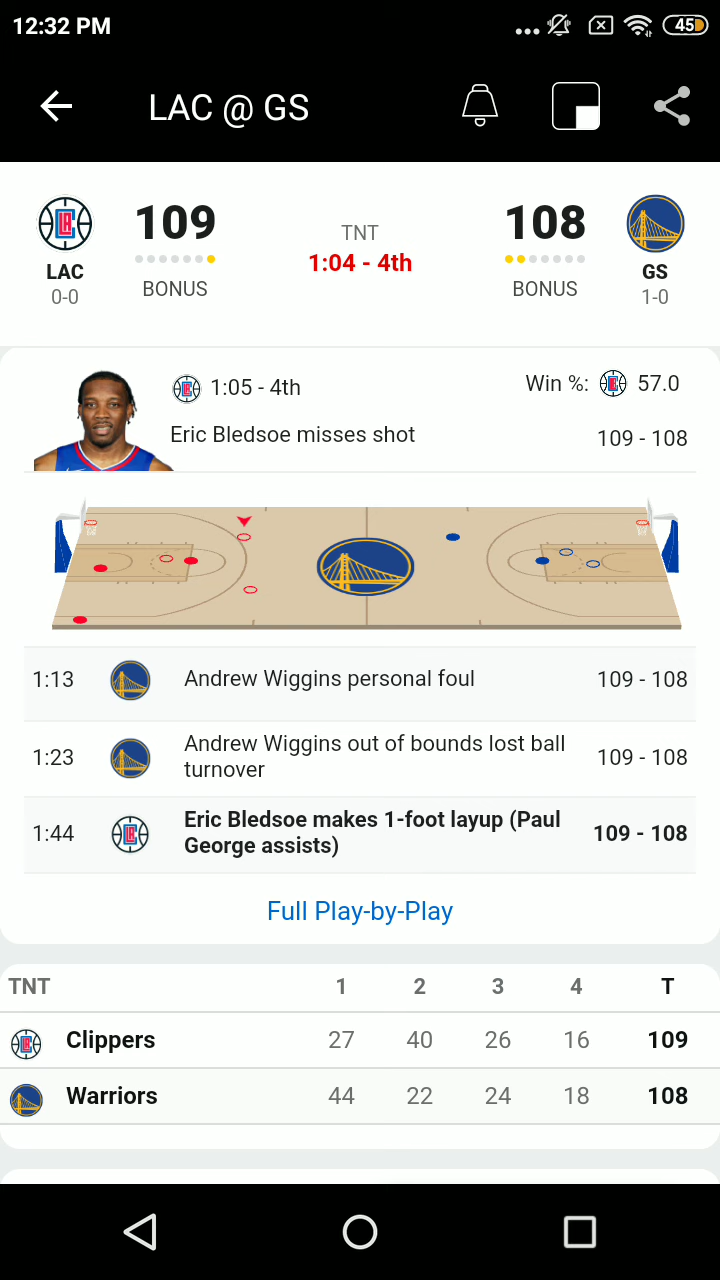 12:32 PM
45
LAC @ GS
109
108
TNT
1:04 - 4th
LAC
0-0
BONUS
BONUS
GS
1-0
1:05 - 4th
Win %: 57.0
Eric Bledsoe misses shot
109 - 108
1:13
Andrew Wiggins personal foul
109 - 108
1:23
Andrew Wiggins out of bounds lost ball
turnover
109 - 108
1:44
Eric Bledsoe makes 1-foot layup (Paul
George assists)
109 - 108
Full Play-by-Play
TNT 1 2 3 4 T
Clippers 27 40 26 16 109
Warriors 44 22 24 18 108